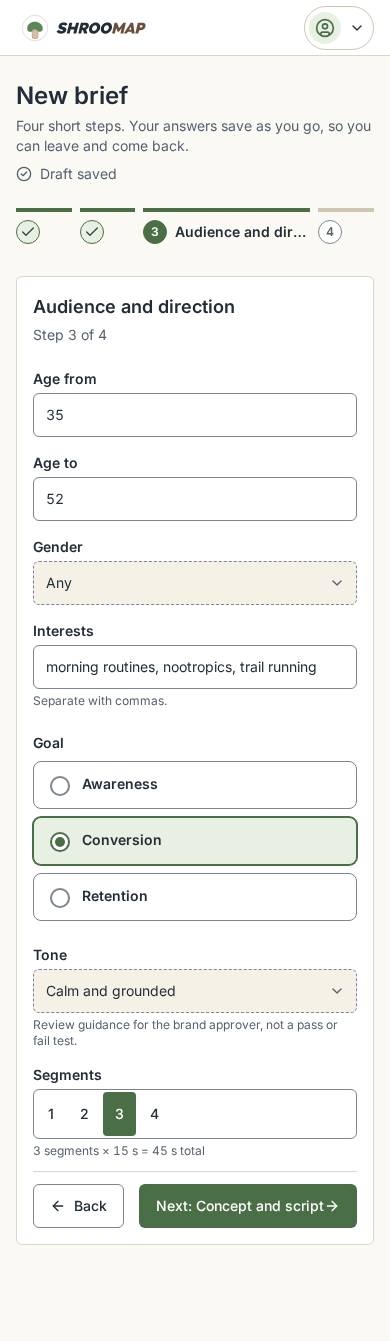 SHROOMAP
New brief
Four short steps. Your answers save as you go, so you
can leave and come back.
Draft saved
3 Audience and dir... 4
Audience and direction
Step 3 of 4
Age from
35
Age to
52
Gender
Any
Interests
morning routines, nootropics, trail running
Separate with commas.
Goal
Awareness
Conversion
Retention
Tone
Calm and grounded
Review guidance for the brand approver, not a pass or
fail test.
Segments
1 2 3 4
3 segments × 15 s = 45 s total
Back Next: Concept and script